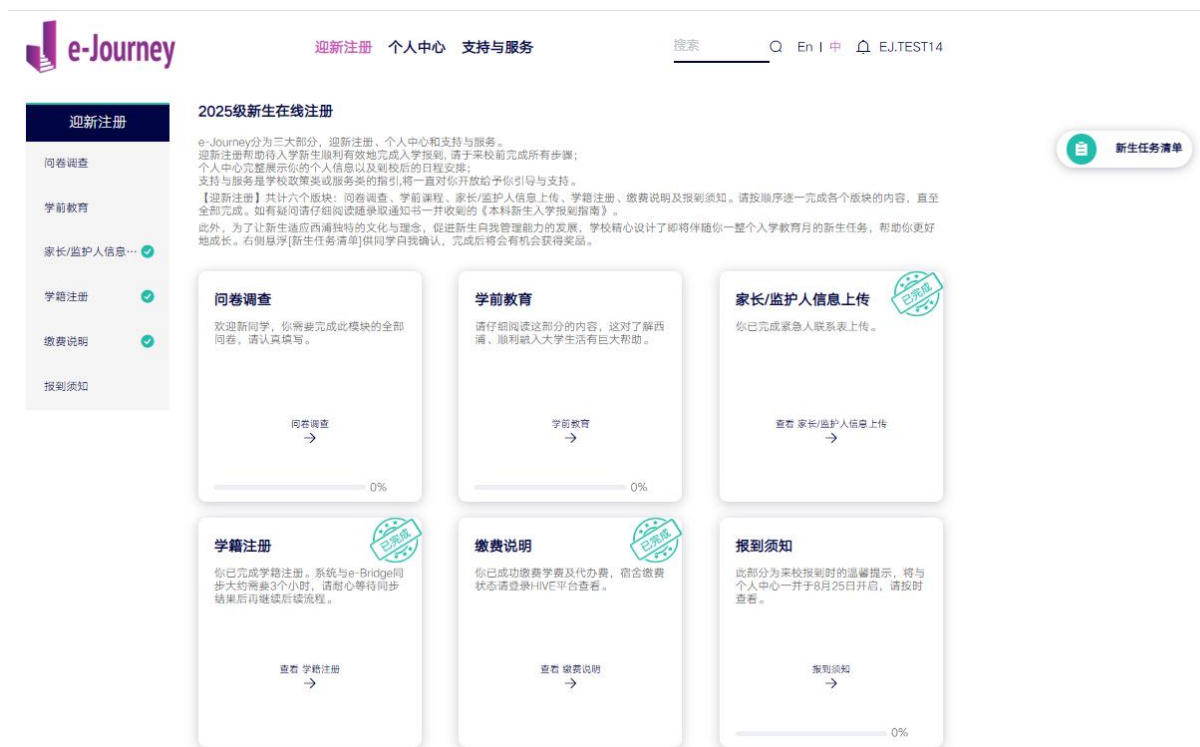 e-Journey
迎新注册 个人中心 支持与服务
搜索
En | 中
EJ.TEST14
迎新注册
问卷调查
学前教育
家长/监护人信息…
学籍注册
缴费说明
报到须知
2025级新生在线注册
e-Journey分为三大部分，迎新注册、个人中心和支持与服务。
迎新注册帮助待入学新生顺利有效地完成入学报到, 请于来校前完成所有步骤；
个人中心完整展示你的个人信息以及到校后的日程安排；
支持与服务是学校政策类或服务类的指引,将一直对你开放给予你引导与支持。
【迎新注册】共计六个版块：问卷调查、学前课程、家长/监护人信息上传、学籍注册、缴费说明及报到须知。请按顺序逐一完成各个版块的内容，直至
全部完成。如有疑问请仔细阅读随录取通知书一并收到的《本科新生入学报到指南》。
此外，为了让新生适应西浦独特的文化与理念，促进新生自我管理能力的发展，学校精心设计了即将伴随你一整个入学教育月的新生任务，帮助你更好
地成长。右侧悬浮[新生任务清单]供同学自我确认，完成后将会有机会获得奖品。
新生任务清单
问卷调查
欢迎新同学，你需要完成此模块的全部
问卷，请认真填写。
问卷调查
0%
学前教育
请仔细阅读这部分的内容，这对了解西
浦、顺利融入大学生活有巨大帮助。
学前教育
0%
家长/监护人信息上传
已完成
你已完成紧急人联系表上传。
查看 家长/监护人信息上传
学籍注册
已完成
你已完成学籍注册。系统与e-Bridge同
步大约需要3个小时，请耐心等待同步
结果后再继续后续流程。
查看 学籍注册
缴费说明
已完成
你已成功缴费学费及代办费，宿舍缴费
状态请登录HIVE平台查看。
查看 缴费说明
报到须知
此部分为来校报到时的温馨提示，将与
个人中心一并于8月25日开启，请按时
查看。
报到须知
0%